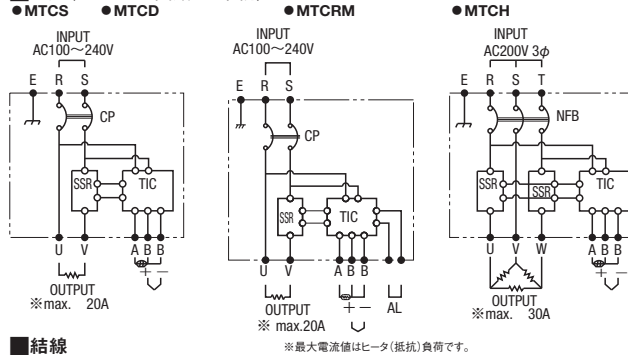 ●MTCS ●MTCD
INPUT
AC100～240V
E R S
CP
SSR
TIC
U V A B B
+ −
OUTPUT
※max. 20A
●MTCRM
INPUT
AC100～240V
E R S
CP
SSR
TIC
U V A B B
+ − AL
OUTPUT
※ max.20A
●MTCH
INPUT
AC200V 3φ
E R S T
NFB
SSR
SSR
TIC
U V W A B B
+ −
OUTPUT
※max. 30A
■結線
※最大電流値はヒータ(抵抗)負荷です。